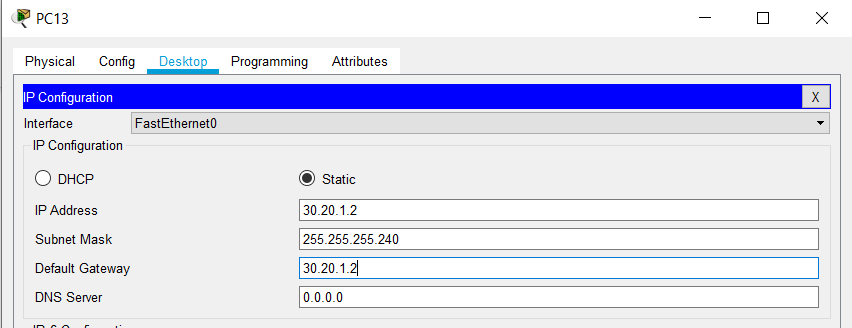 PC13
Physical Config Desktop Programming Attributes
IP Configuration X
Interface FastEthernet0
IP Configuration
DHCP Static
IP Address 30.20.1.2
Subnet Mask 255.255.255.240
Default Gateway 30.20.1.2
DNS Server 0.0.0.0